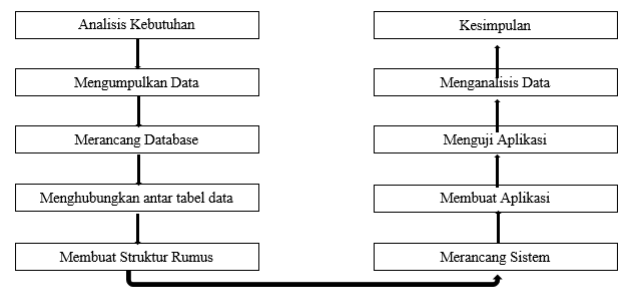 Analisis Kebutuhan
Mengumpulkan Data
Merancang Database
Menghubungkan antar tabel data
Membuat Struktur Rumus
Merancang Sistem
Membuat Aplikasi
Menguji Aplikasi
Menganalisis Data
Kesimpulan